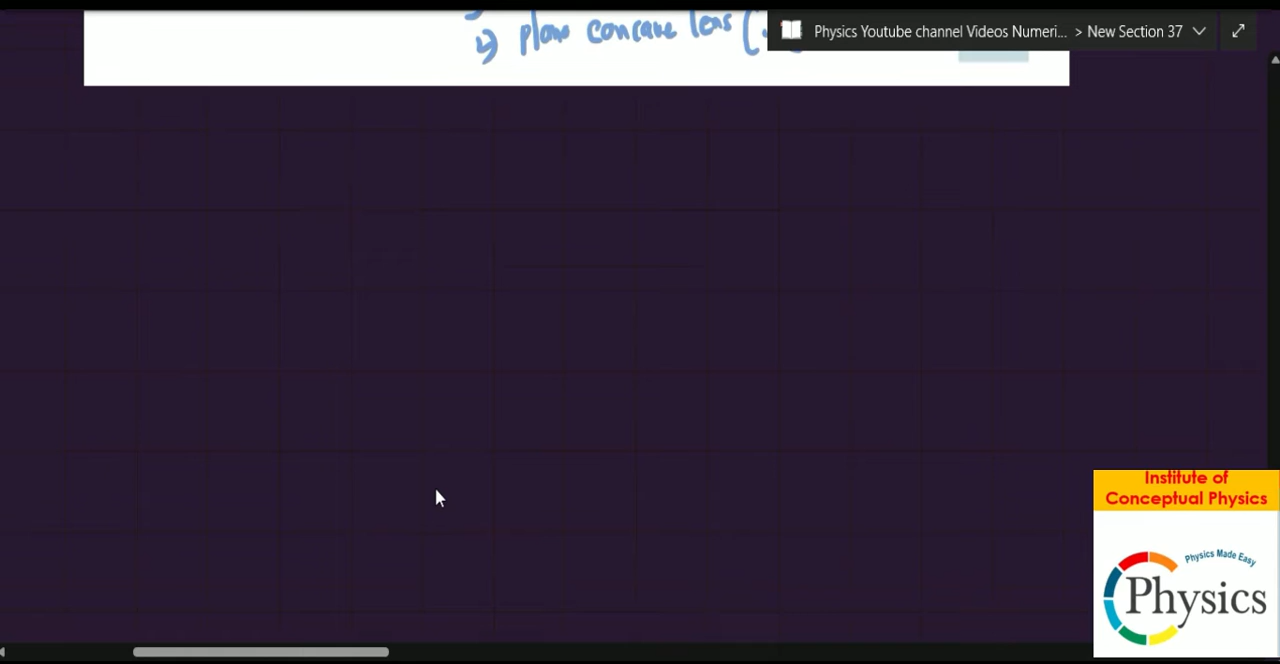 4) plano concave lens (
Physics Youtube channel Videos Numeri... > New Section 37
Institute of
Conceptual Physics
Physics Made Easy
Physics